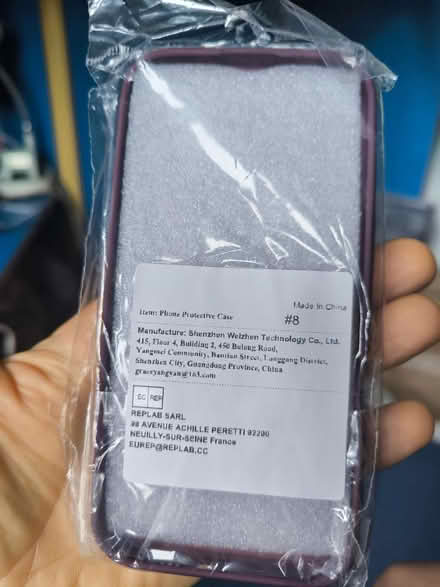 Made In China
Item: Phone Protective Case
#8
Manufacture: Shenzhen Weizhen Technology Co., Ltd.
415, Floor 4, Building 2, 450 Bulong Road,
Yangmei Community, Bantian Street, Longgang District,
Shenzhen City, Guangdong Province, China
EC REP
REPLAB SARL
98 AVENUE ACHILLE PERETTI 92200
NEUILLY-SUR-SEINE France
EUREP@REPLAB.CC